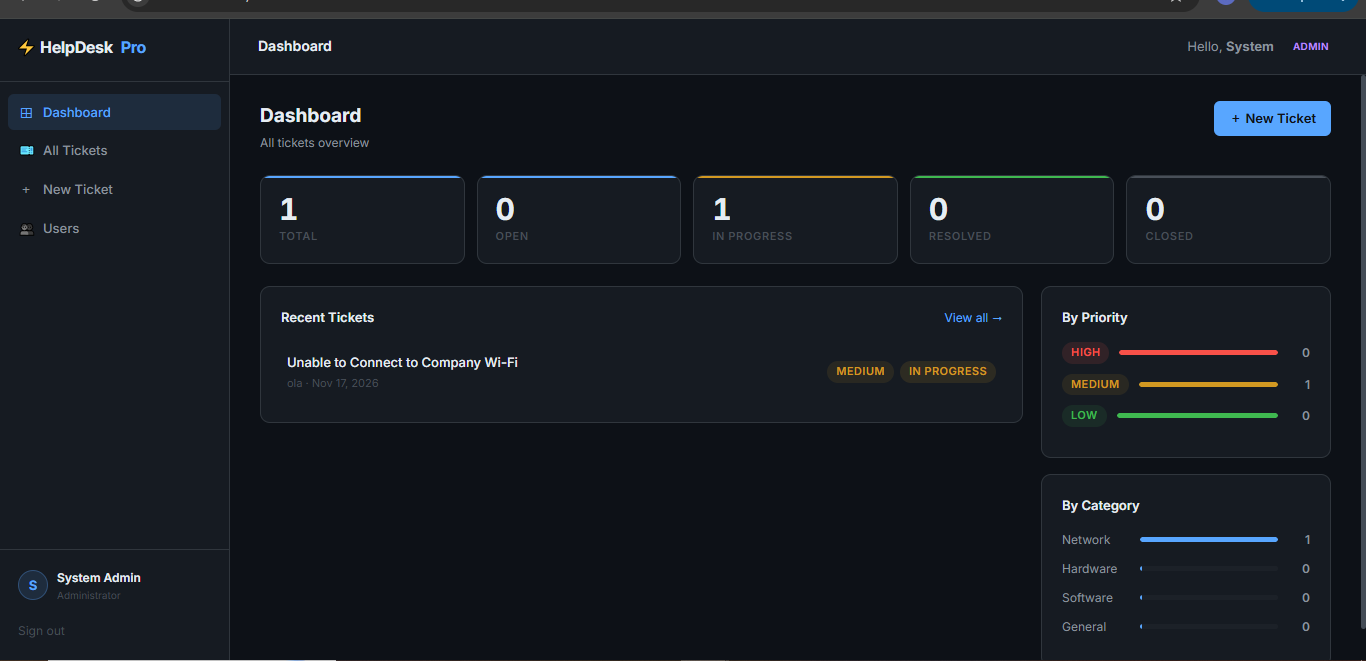 HelpDesk Pro
Dashboard
All Tickets
+ New Ticket
Users
System Admin
Administrator
S
Sign out
Dashboard
Hello, System ADMIN
Dashboard
All tickets overview
+ New Ticket
1
TOTAL
0
OPEN
1
IN PROGRESS
0
RESOLVED
0
CLOSED
Recent Tickets
View all →
Unable to Connect to Company Wi-Fi
ola · Nov 17, 2026
MEDIUM IN PROGRESS
By Priority
HIGH 0
MEDIUM 1
LOW 0
By Category
Network 1
Hardware 0
Software 0
General 0